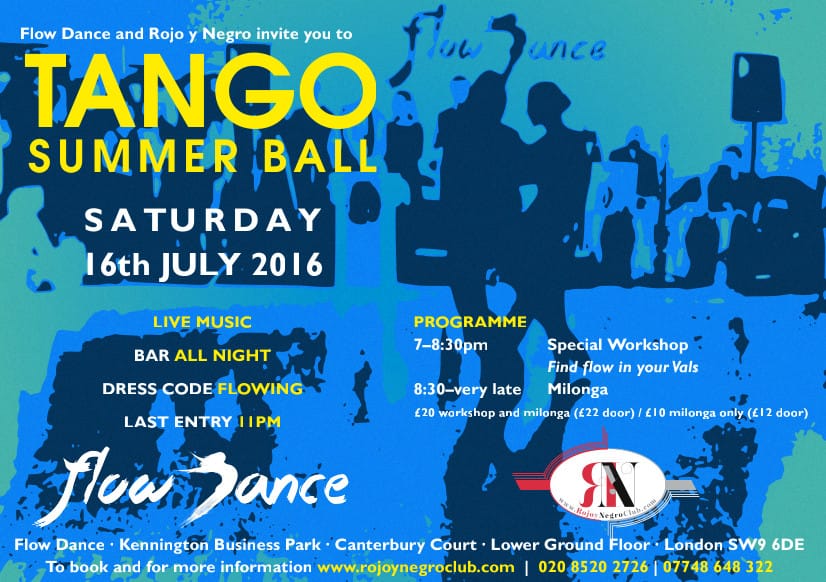 Flow Dance and Rojo y Negro invite you to
TANGO
SUMMER BALL
flow Dance
SATURDAY
16th JULY 2016
LIVE MUSIC
BAR ALL NIGHT
DRESS CODE FLOWING
LAST ENTRY 11PM
PROGRAMME
7–8:30pm Special Workshop
Find flow in your Vals
8:30–very late Milonga
£20 workshop and milonga (£22 door) / £10 milonga only (£12 door)
flow Dance
RN
www.RojoyNegroClub.com
Flow Dance · Kennington Business Park · Canterbury Court · Lower Ground Floor · London SW9 6DE
To book and for more information www.rojoynegroclub.com | 020 8520 2726 | 07748 648 322